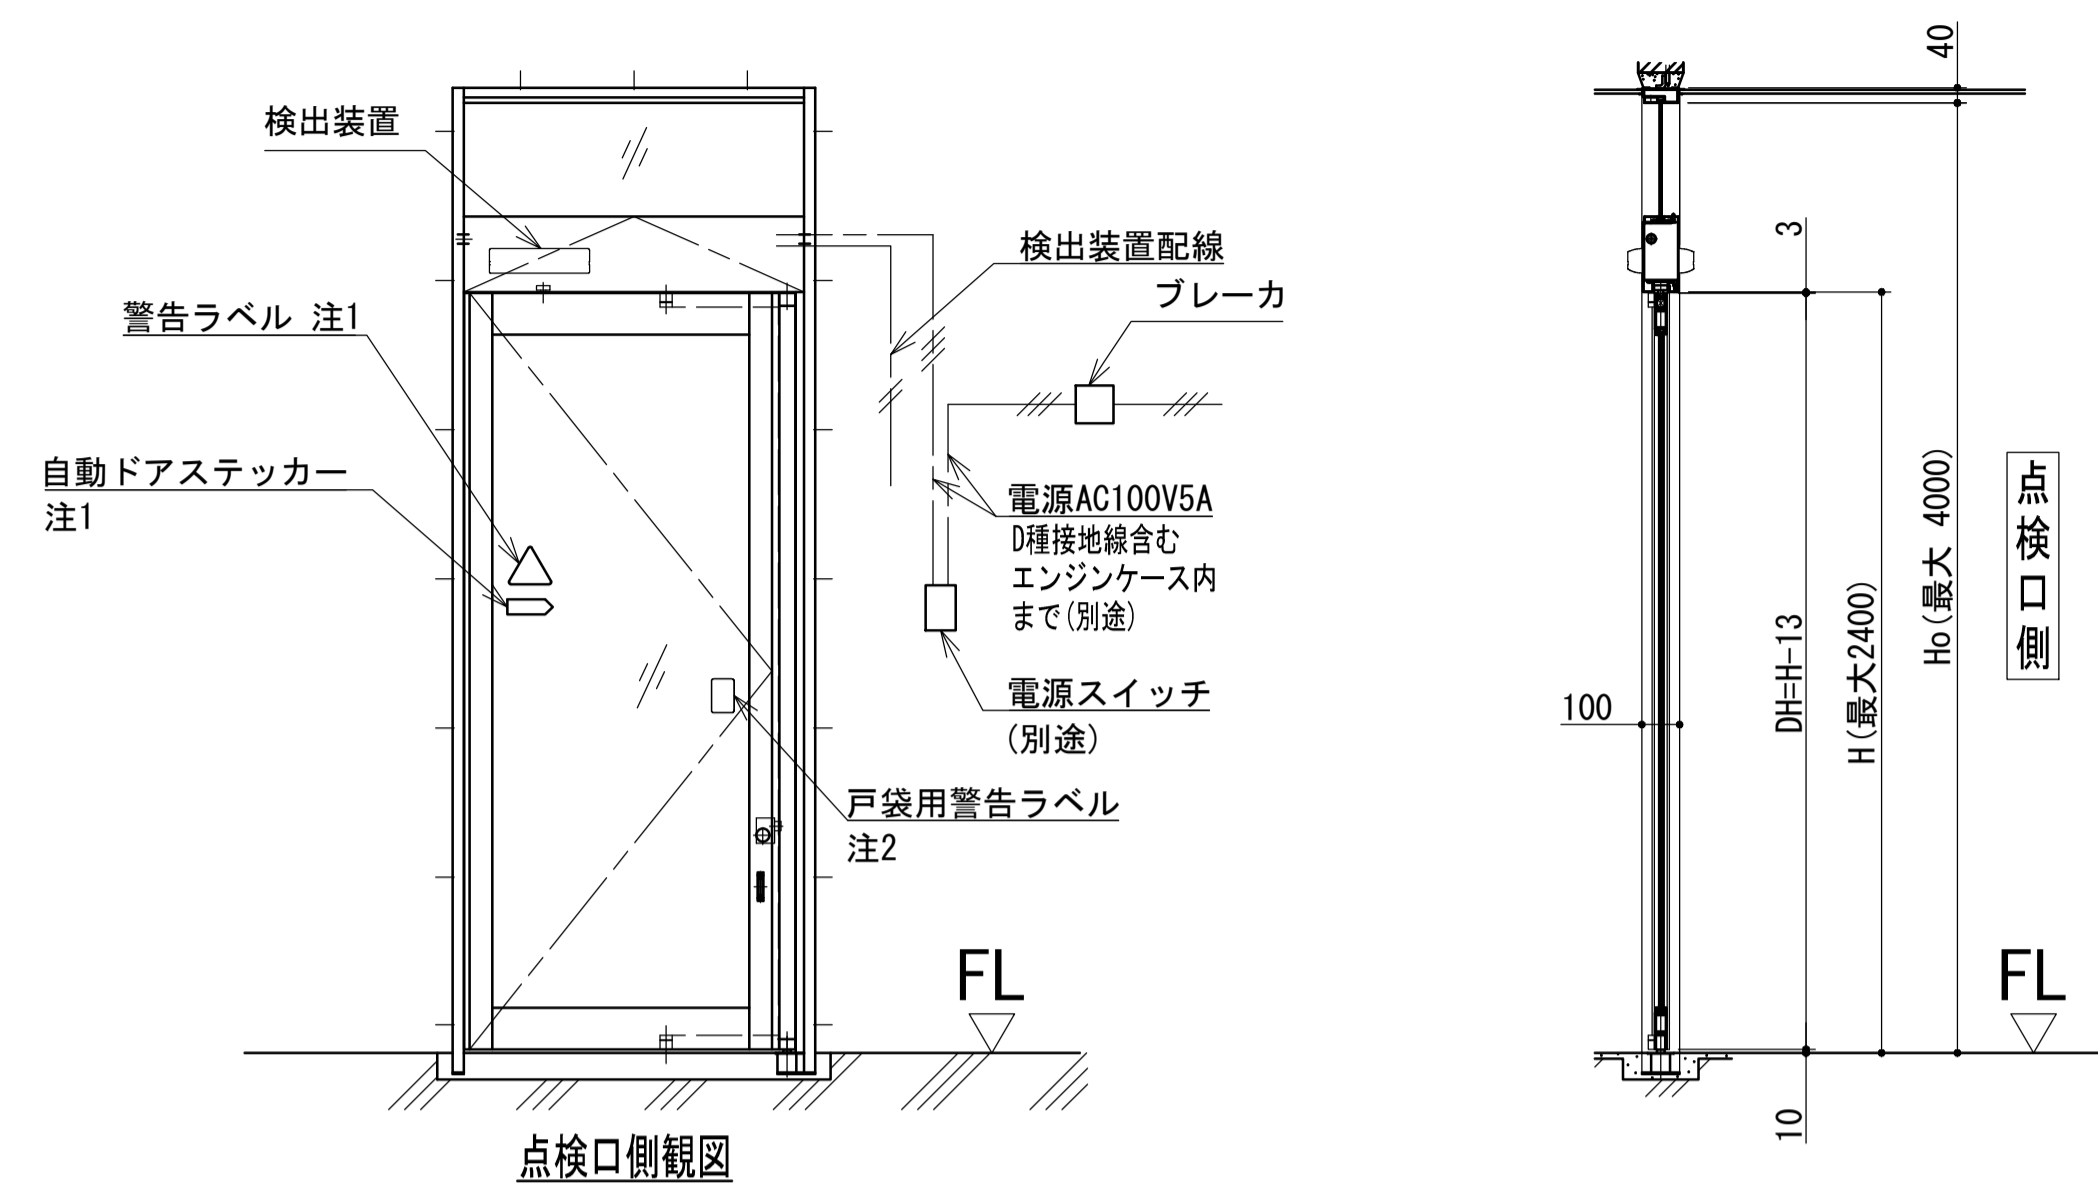 検出装置
警告ラベル 注1
自動ドアステッカー
注1
検出装置配線
ブレーカ
電源AC100V5A
D種接地線含む
エンジンケース内
まで(別途)
電源スイッチ
(別途)
戸袋用警告ラベル
注2
FL
点検口側観図
40
3
100
DH=H-13
H(最大2400)
Ho(最大 4000)
点検口側
FL
10